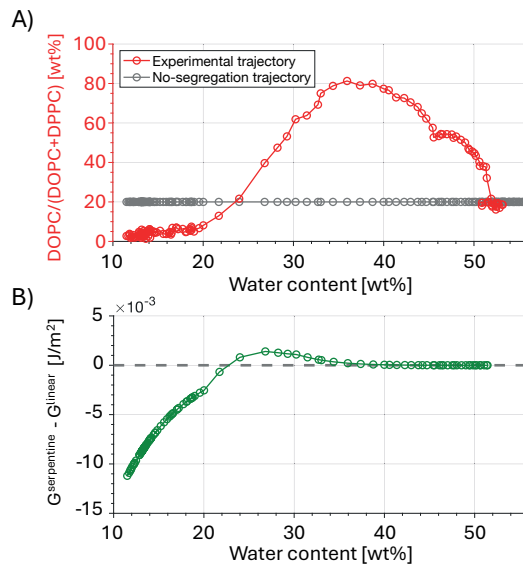 A)
DOPC/(DOPC+DPPC) [wt%]
100
80
60
40
20
0
Experimental trajectory
No-segregation trajectory
10 20 30 40 50
Water content [wt%]
B)
×10⁻³
G^serpentine - G^linear [J/m²]
5
0
-5
-10
-15
10 20 30 40 50
Water content [wt%]